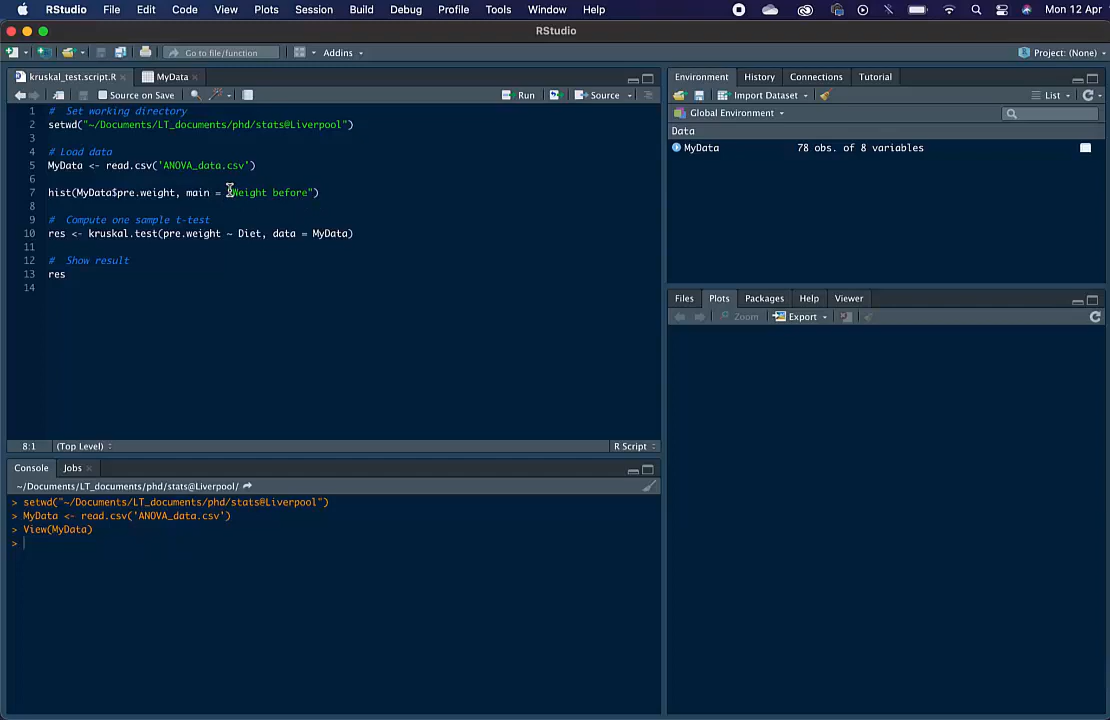 RStudio File Edit Code View Plots Session Build Debug Profile Tools Window Help Mon 12 Apr
RStudio
Go to file/function Addins Project: (None)
kruskal_test.script.R MyData
Source on Save Run Source
1 # Set working directory
2 setwd("~/Documents/LT_documents/phd/stats@Liverpool")
3
4 # Load data
5 MyData <- read.csv('ANOVA_data.csv')
6
7 hist(MyData$pre.weight, main = "Weight before")
8
9 # Compute one sample t-test
10 res <- kruskal.test(pre.weight ~ Diet, data = MyData)
11
12 # Show result
13 res
14
8:1 (Top Level) R Script
Console Jobs
~/Documents/LT_documents/phd/stats@Liverpool/
> setwd("~/Documents/LT_documents/phd/stats@Liverpool")
> MyData <- read.csv('ANOVA_data.csv')
> View(MyData)
>
Environment History Connections Tutorial
Import Dataset List
Global Environment
Data
MyData 78 obs. of 8 variables
Files Plots Packages Help Viewer
Zoom Export